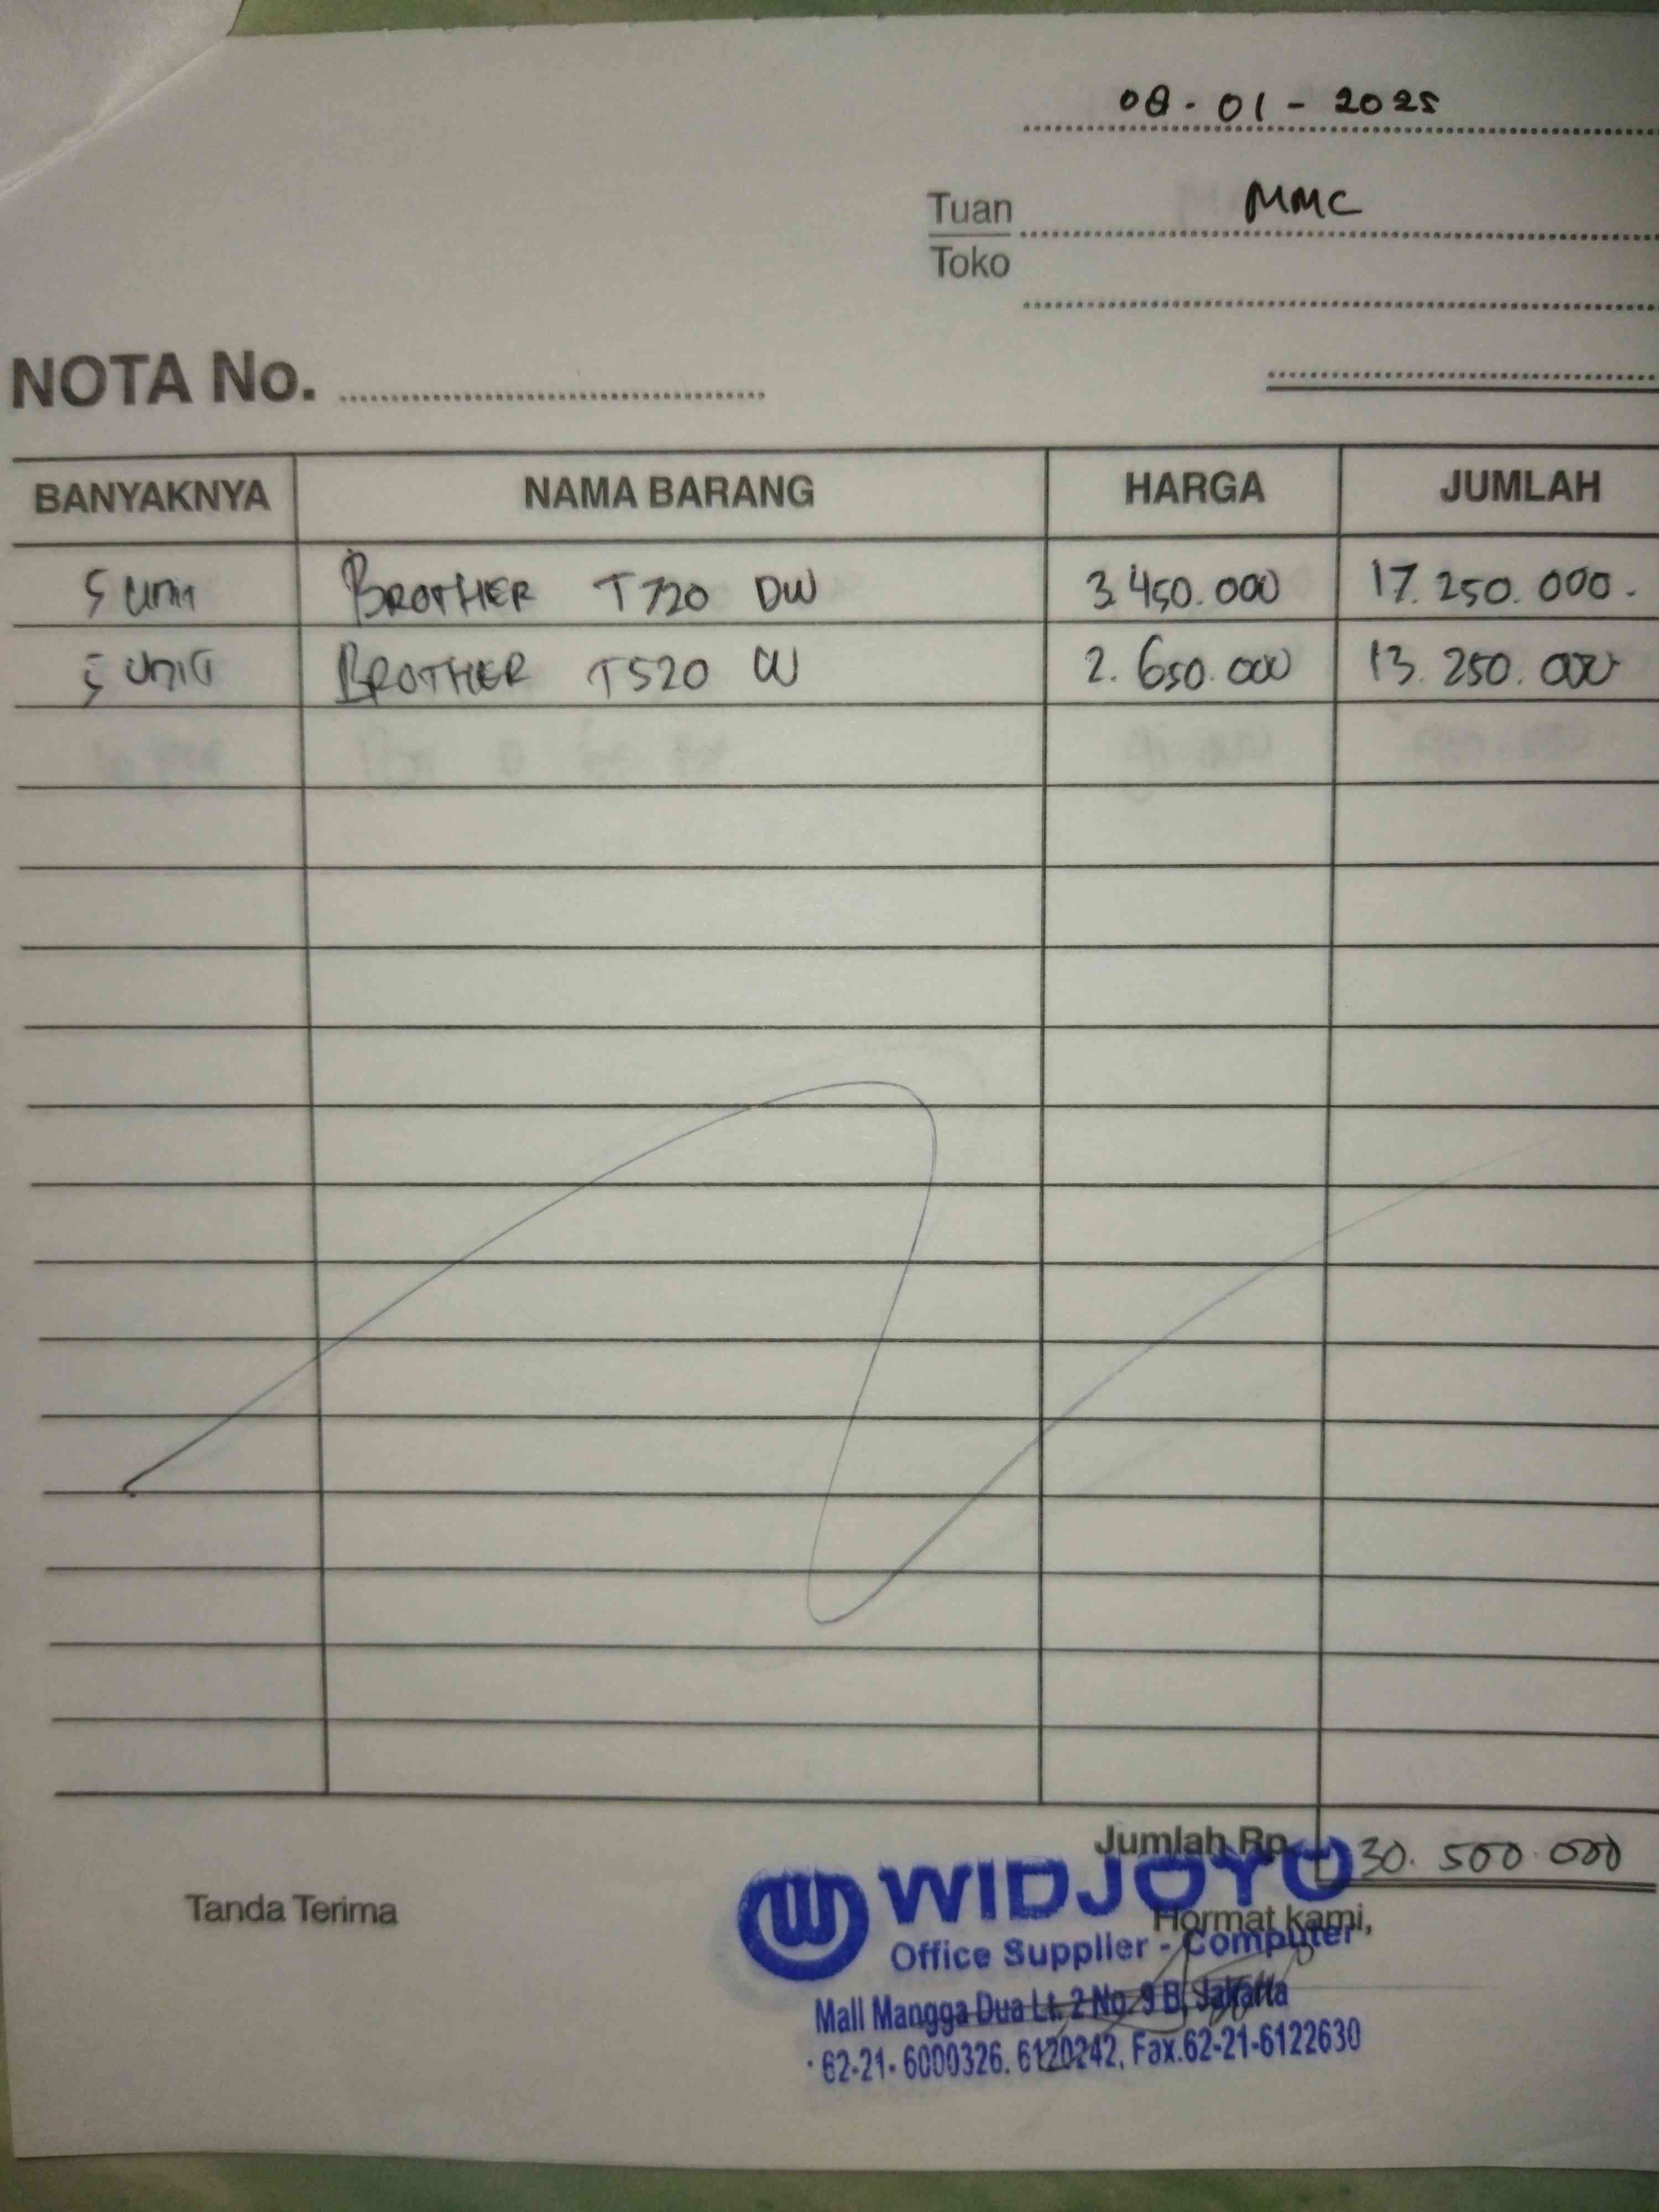 08-01-2025
Tuan MMC
Toko
NOTA No.
BANYAKNYA NAMA BARANG HARGA JUMLAH
5 unit BROTHER T720 DW 3.450.000 17.250.000.
5 unit BROTHER T520 W 2.650.000 13.250.000
Jumlah Rp. 30.500.000
Tanda Terima
Hormat kami,
WIDJOYO
Office Supplier - Computer
Mall Mangga Dua Lt. 2 No. 9 B, Jakarta
62-21-6000326. 6120242, Fax.62-21-6122630